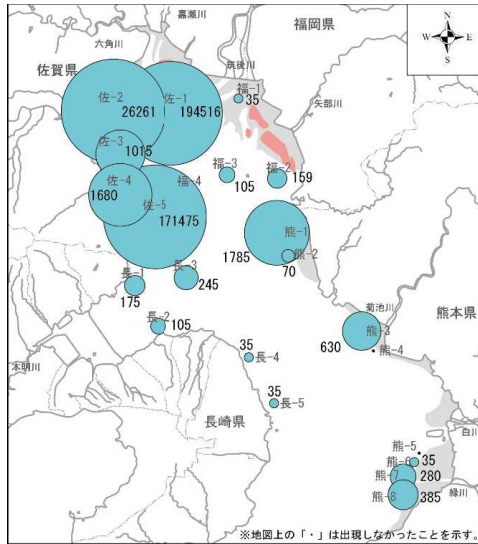 嘉瀬川
六角川
福岡県
N
W E
S
佐賀県
筑後川
佐-2
佐-1
福-1
26261
194516
35
矢部川
佐-3
1015
福-3
福-2
佐-4
105
159
1680
福-4
佐-5
171475
熊-1
1785
熊-2
70
長-1
長-3
245
175
菊池川
熊本県
長-2
105
熊-3
630
熊-4
35
長-4
本明川
35
長-5
長崎県
白川
熊-5
熊-6
35
熊-7
280
緑川
熊-8
385
※地図上の「・」は出現しなかったことを示す。